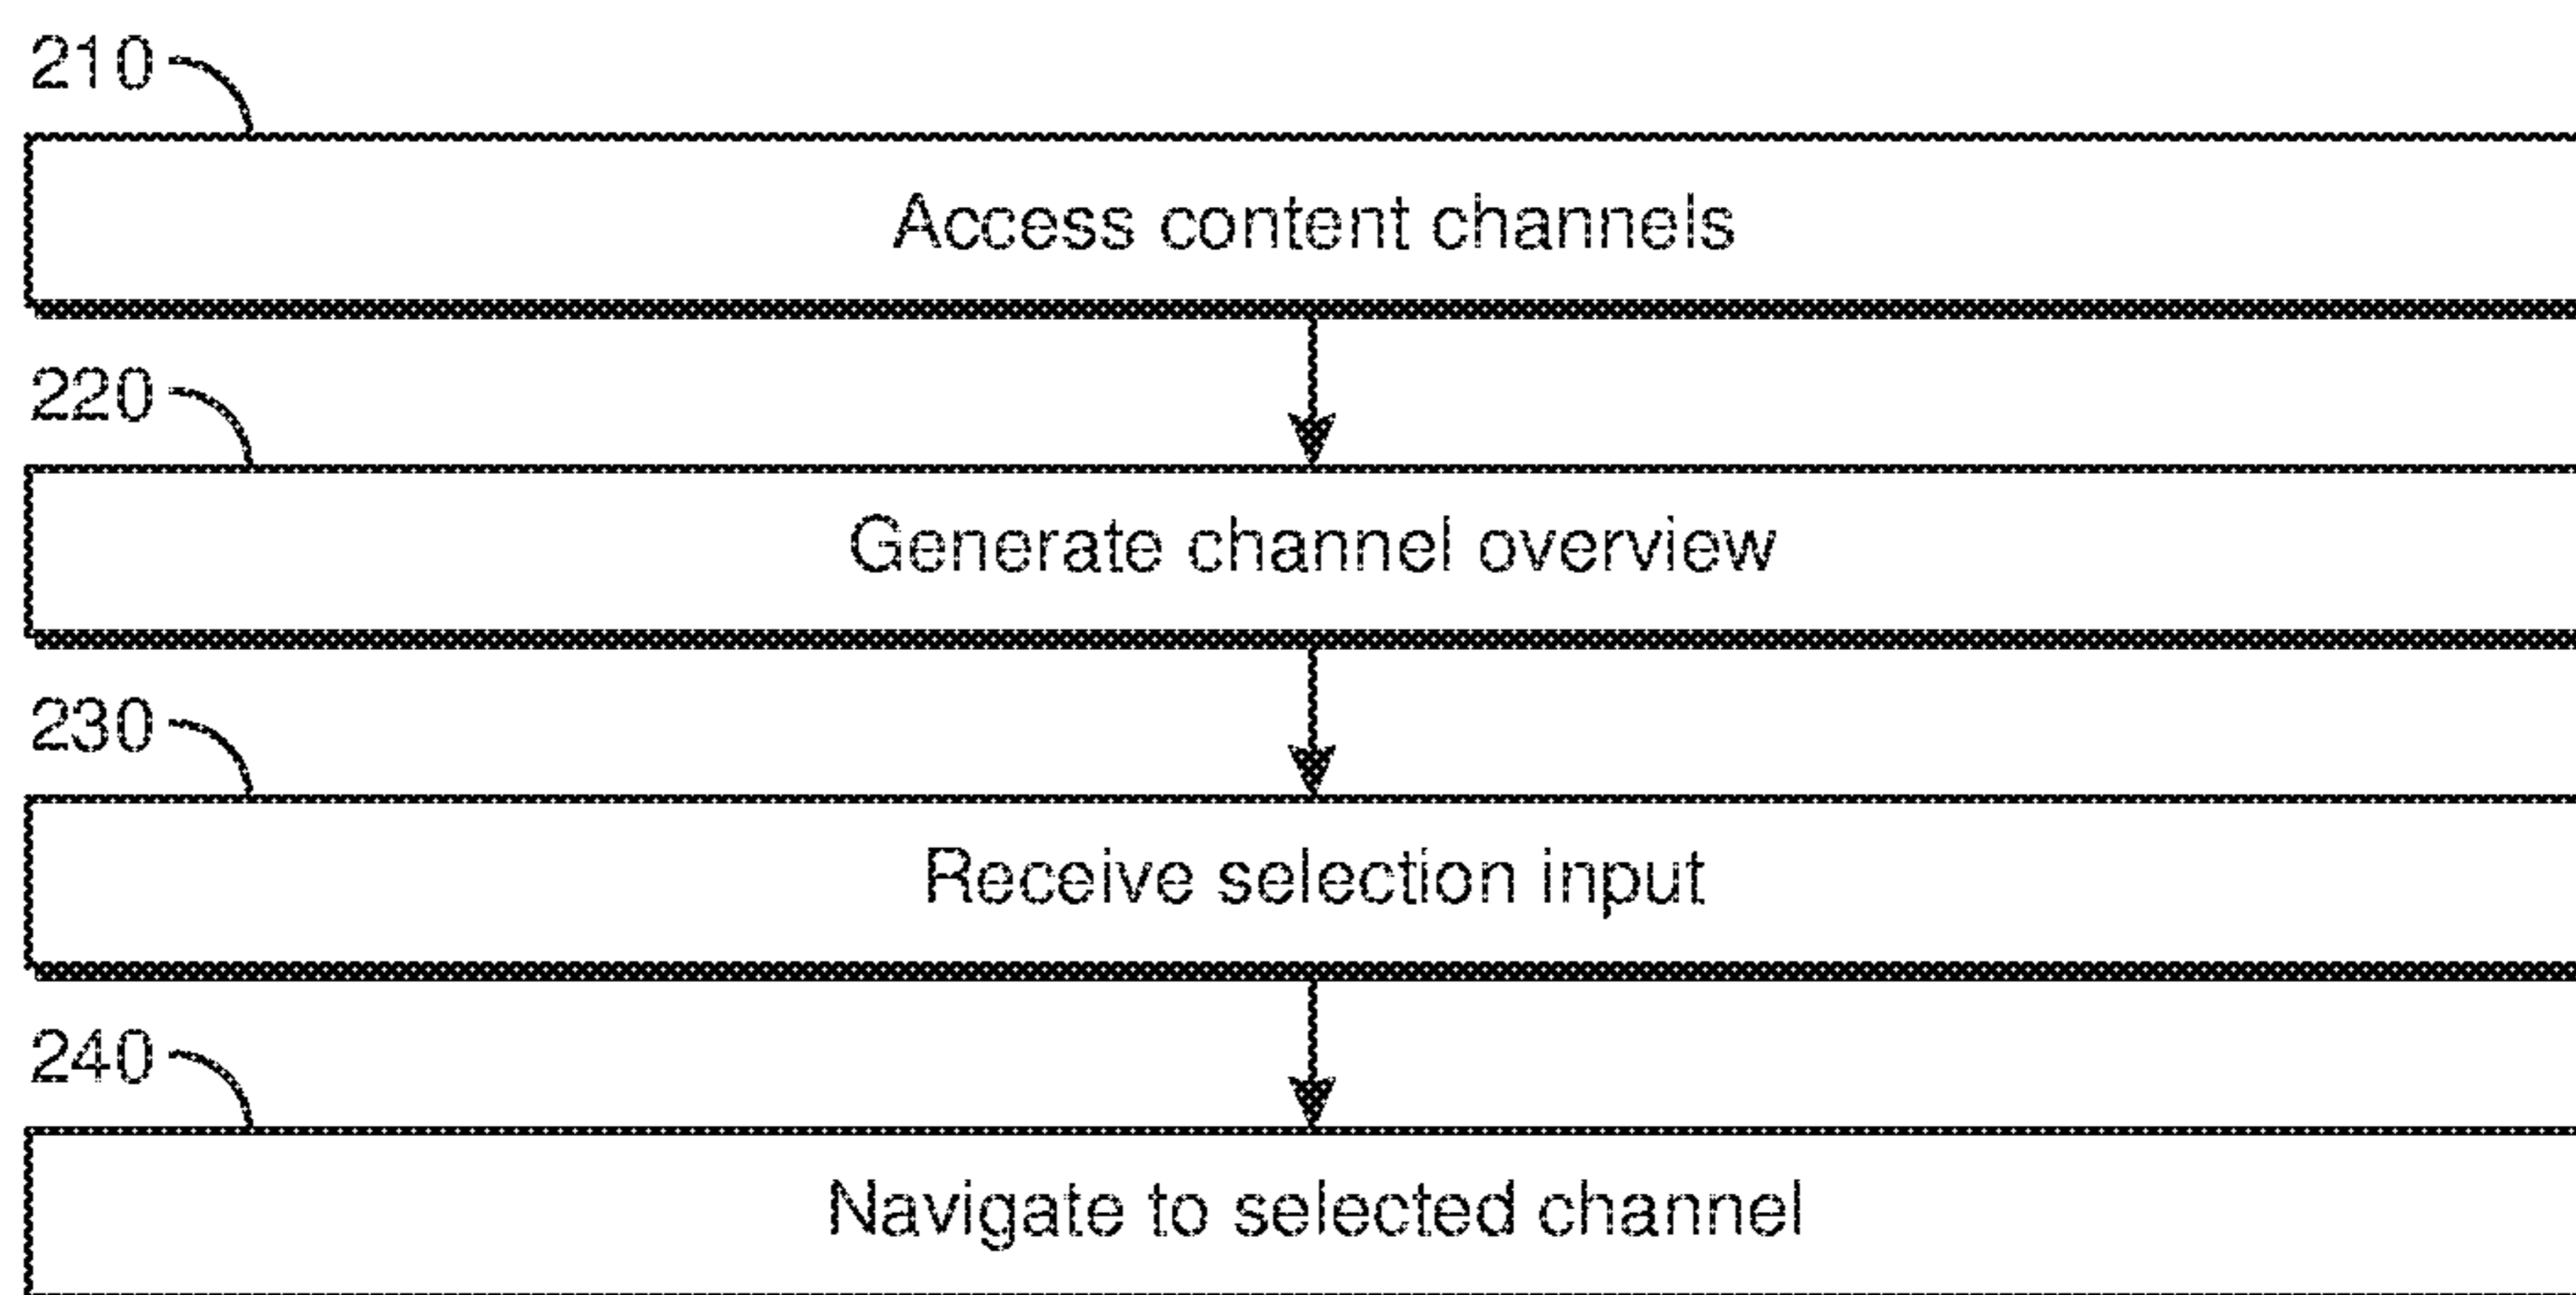 210
Access content channels
220
Generate channel overview
230
Receive selection input
240
Navigate to selected channel